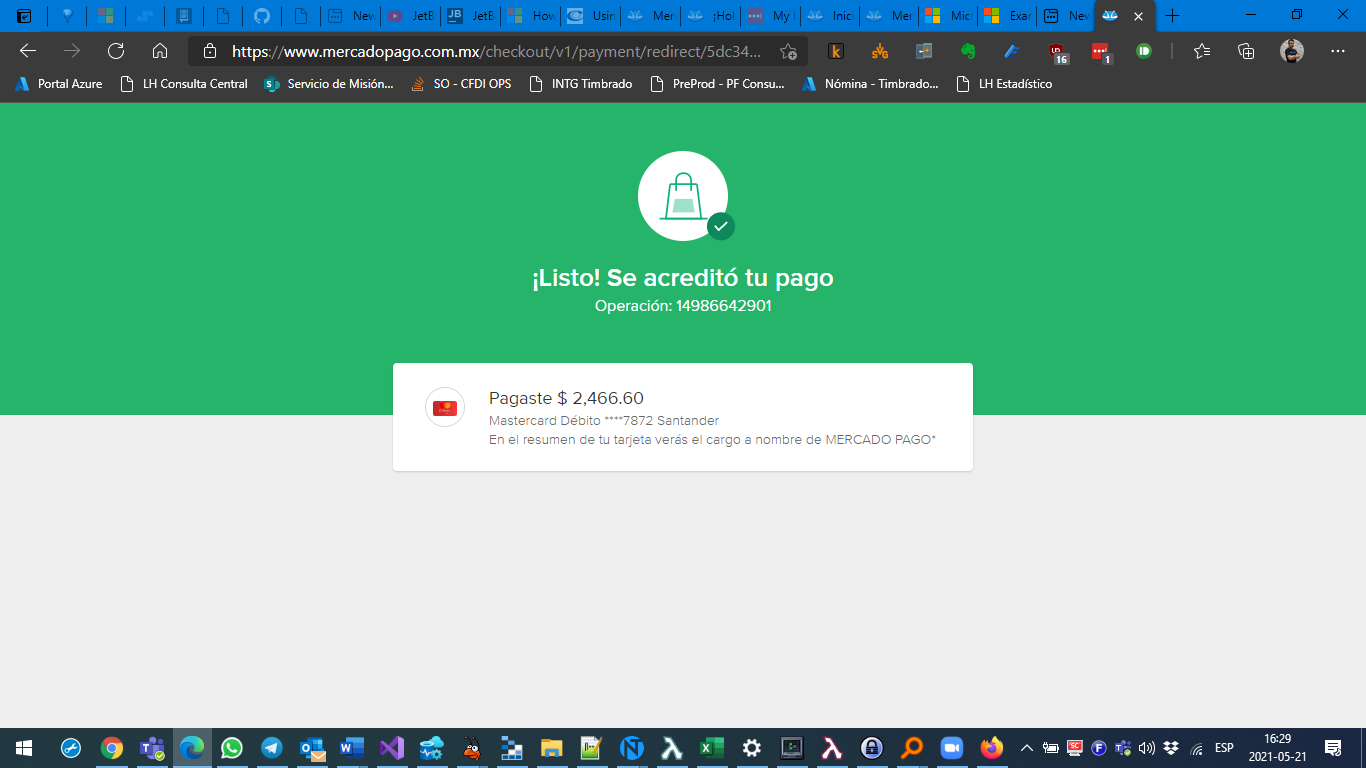 New
JetB
JetB
How
Usin
Mer
¡Hol
My L
Inici
Mer
Micr
Exar
New
https://www.mercadopago.com.mx/checkout/v1/payment/redirect/5dc34...
16
1
Portal Azure
LH Consulta Central
Servicio de Misión...
SO - CFDI OPS
INTG Timbrado
PreProd - PF Consu...
Nómina - Timbrado...
LH Estadístico
¡Listo! Se acreditó tu pago
Operación: 14986642901
Pagaste $ 2,466.60
Mastercard Débito ****7872 Santander
En el resumen de tu tarjeta verás el cargo a nombre de MERCADO PAGO*
ESP
16:29
2021-05-21